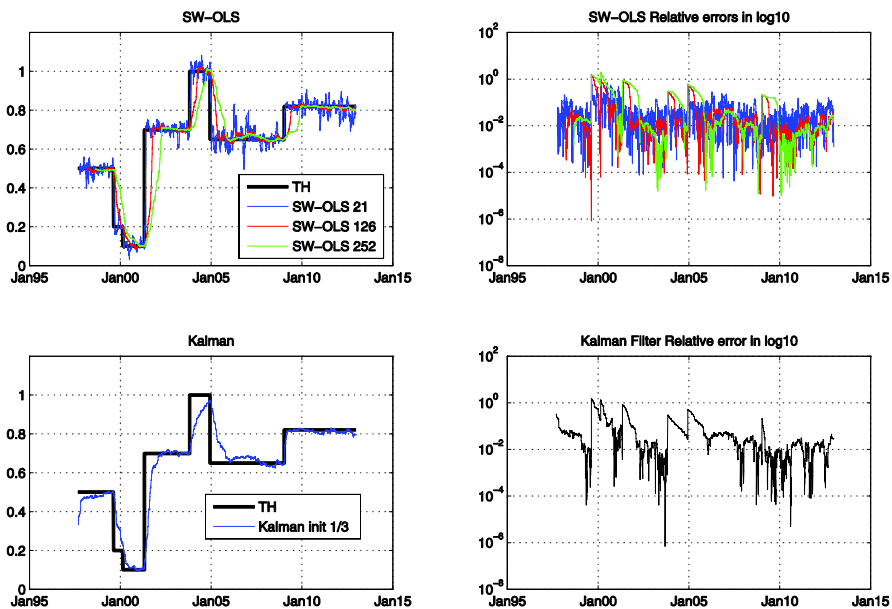 SW-OLS
1
0.8
0.6
0.4
0.2
0
Jan95 Jan00 Jan05 Jan10 Jan15
TH
SW-OLS 21
SW-OLS 126
SW-OLS 252
SW-OLS Relative errors in log10
10^2
10^0
10^-2
10^-4
10^-6
10^-8
Jan95 Jan00 Jan05 Jan10 Jan15
Kalman
1
0.8
0.6
0.4
0.2
0
Jan95 Jan00 Jan05 Jan10 Jan15
TH
Kalman init 1/3
Kalman Filter Relative error in log10
10^2
10^0
10^-2
10^-4
10^-6
10^-8
Jan95 Jan00 Jan05 Jan10 Jan15